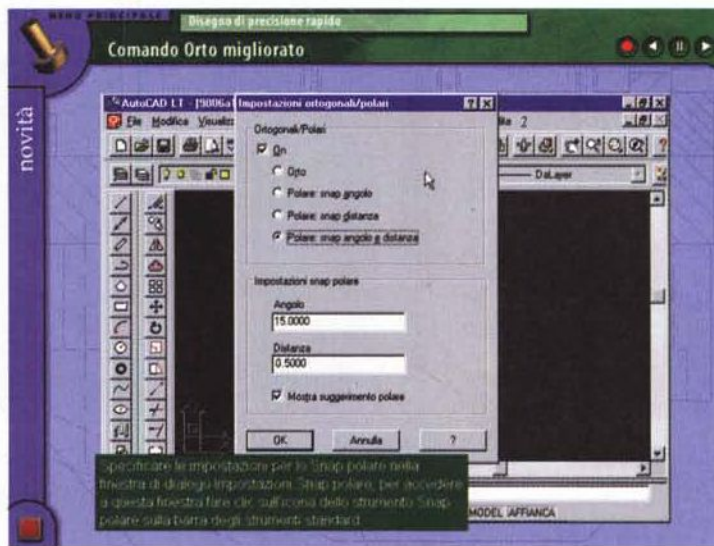 MENU PRINCIPALE
Disegno di precisione rapido
Comando Orto migliorato
novità
AutoCAD LT - [9806a1
Impostazioni ortogonali/polari
File Modifica Visualiz
2
Ortogonali/Polari
On
Orto
Polare: snap angolo
Polare: snap distanza
Polare: snap angolo e distanza
DaLayer
Impostazioni snap polare
Angolo
15.0000
Distanza
0.5000
Mostra suggerimento polare
OK
Annulla
?
Specificare le impostazioni per lo Snap polare nella
finestra di dialogo Impostazioni Snap polare, per accedere
a questa finestra fare clic sull'icona dello strumento Snap
polare sulla barra degli strumenti standard.
MODEL AFFIANCA